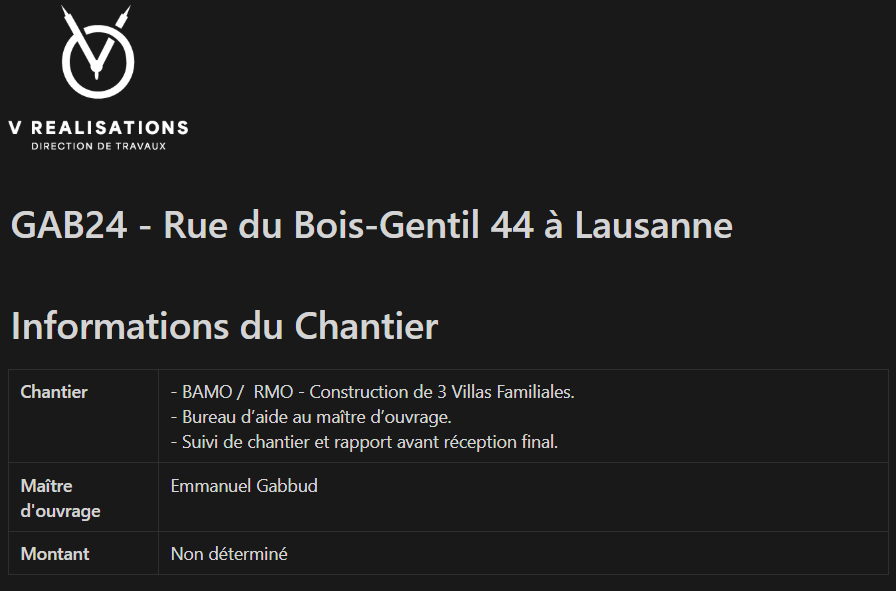 V REALISATIONS
DIRECTION DE TRAVAUX
GAB24 - Rue du Bois-Gentil 44 à Lausanne
Informations du Chantier
Chantier
- BAMO /  RMO - Construction de 3 Villas Familiales.
- Bureau d’aide au maître d’ouvrage.
- Suivi de chantier et rapport avant réception final.
Maître
d'ouvrage
Emmanuel Gabbud
Montant
Non déterminé